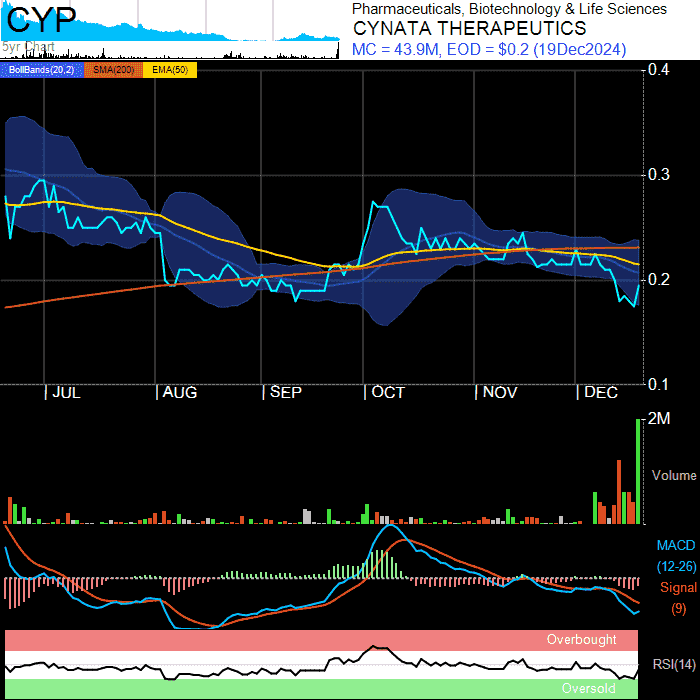 CYP
5yr Chart
Pharmaceuticals, Biotechnology & Life Sciences
CYNATA THERAPEUTICS
MC = 43.9M, EOD = $0.2 (19Dec2024)
BollBands(20,2) SMA(200) EMA(50)
0.4
0.3
0.2
0.1
JUL AUG SEP OCT NOV DEC
2M
Volume
MACD
(12-26)
Signal
(9)
Overbought
RSI(14)
Oversold